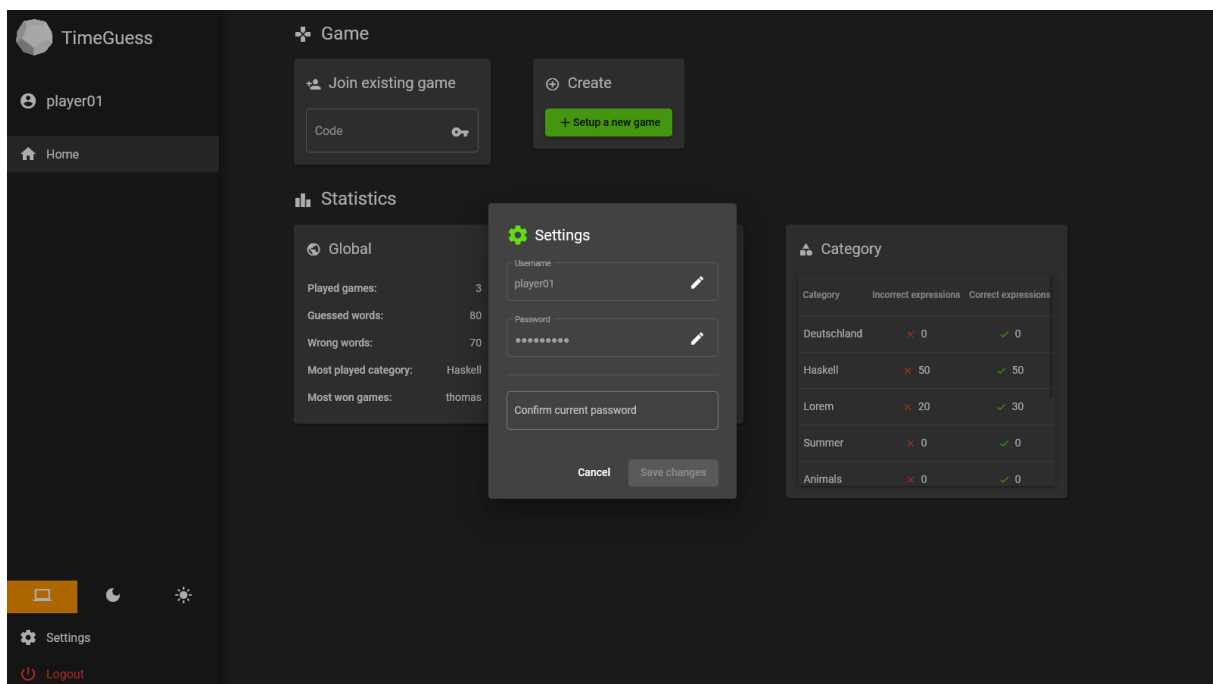 TimeGuess
player01
Home
Settings
Logout
Game
Join existing game
Code
Create
+ Setup a new game
Statistics
Global
Played games: 3
Guessed words: 80
Wrong words: 70
Most played category: Haskell
Most won games: thomas
Settings
Username
player01
Password
•••••••••
Confirm current password
Cancel Save changes
Category
Category Incorrect expressions Correct expressions
Deutschland 0 0
Haskell 50 50
Lorem 20 30
Summer 0 0
Animals 0 0